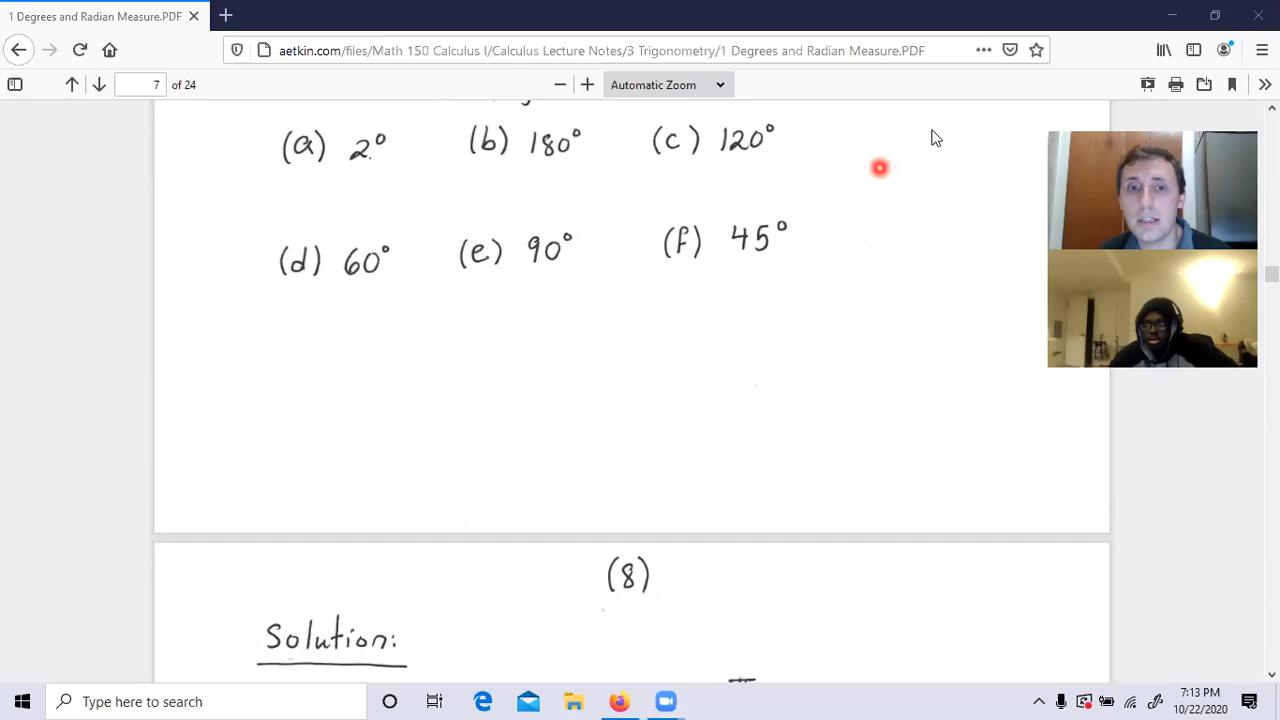 1 Degrees and Radian Measure.PDF
aetkin.com/files/Math 150 Calculus I/Calculus Lecture Notes/3 Trigonometry/1 Degrees and Radian Measure.PDF
7 of 24
Automatic Zoom
(a) 2° (b) 180° (c) 120°
(d) 60° (e) 90° (f) 45°
(8)
Solution:
Type here to search
7:13 PM
10/22/2020